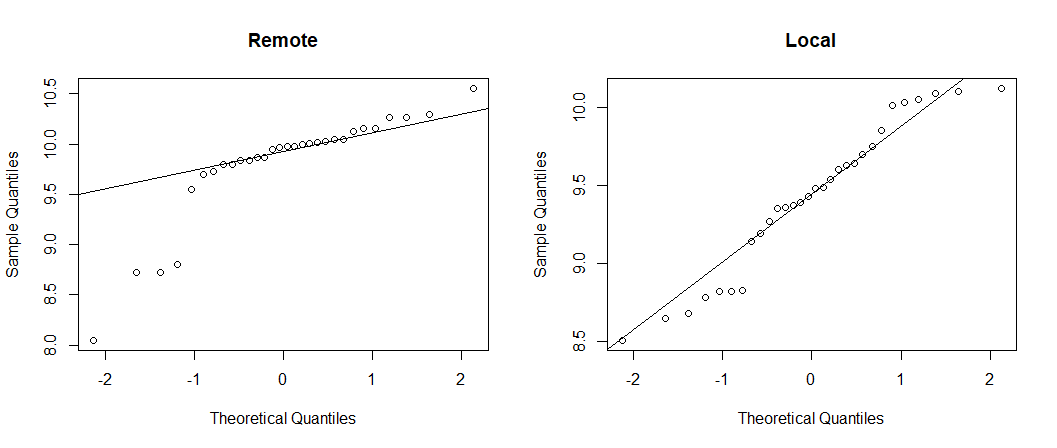 Remote
Sample Quantiles
10.5
10.0
9.5
9.0
8.5
8.0
-2 -1 0 1 2
Theoretical Quantiles
Local
Sample Quantiles
10.0
9.5
9.0
8.5
-2 -1 0 1 2
Theoretical Quantiles